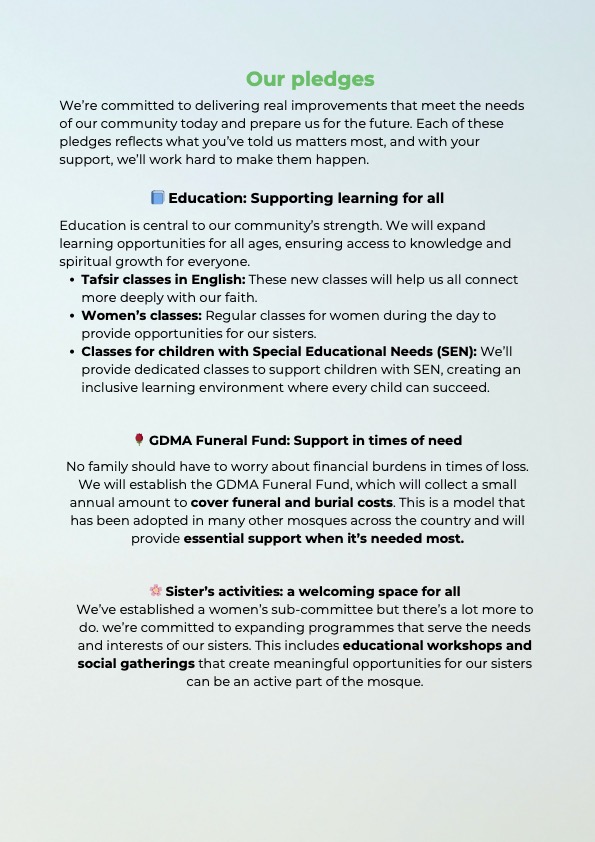 Our pledges
We're committed to delivering real improvements that meet the needs
of our community today and prepare us for the future. Each of these
pledges reflects what you've told us matters most, and with your
support, we'll work hard to make them happen.
📘 Education: Supporting learning for all
Education is central to our community's strength. We will expand
learning opportunities for all ages, ensuring access to knowledge and
spiritual growth for everyone.
• Tafsir classes in English: These new classes will help us all connect
more deeply with our faith.
• Women's classes: Regular classes for women during the day to
provide opportunities for our sisters.
• Classes for children with Special Educational Needs (SEN): We'll
provide dedicated classes to support children with SEN, creating an
inclusive learning environment where every child can succeed.
🌹 GDMA Funeral Fund: Support in times of need
No family should have to worry about financial burdens in times of loss.
We will establish the GDMA Funeral Fund, which will collect a small
annual amount to cover funeral and burial costs. This is a model that
has been adopted in many other mosques across the country and will
provide essential support when it's needed most.
🌸 Sister's activities: a welcoming space for all
We've established a women's sub-committee but there's a lot more to
do. we're committed to expanding programmes that serve the needs
and interests of our sisters. This includes educational workshops and
social gatherings that create meaningful opportunities for our sisters
can be an active part of the mosque.